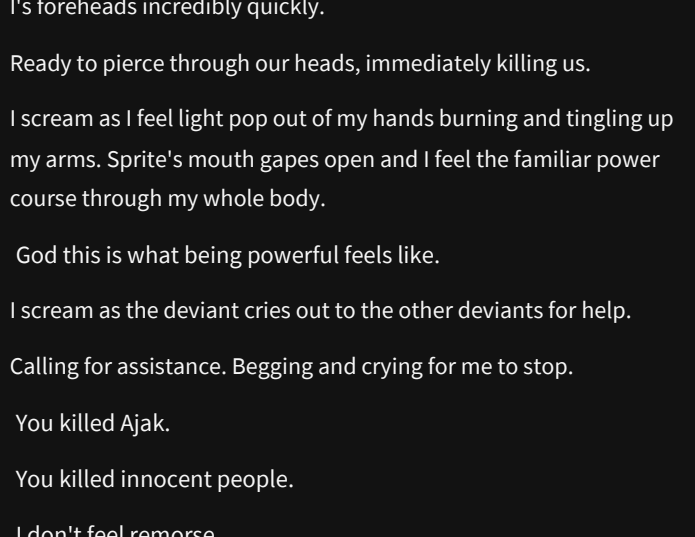 I's foreheads incredibly quickly.
Ready to pierce through our heads, immediately killing us.
I scream as I feel light pop out of my hands burning and tingling up
my arms. Sprite's mouth gapes open and I feel the familiar power
course through my whole body.
God this is what being powerful feels like.
I scream as the deviant cries out to the other deviants for help.
Calling for assistance. Begging and crying for me to stop.
You killed Ajak.
You killed innocent people.
I don't feel remorse